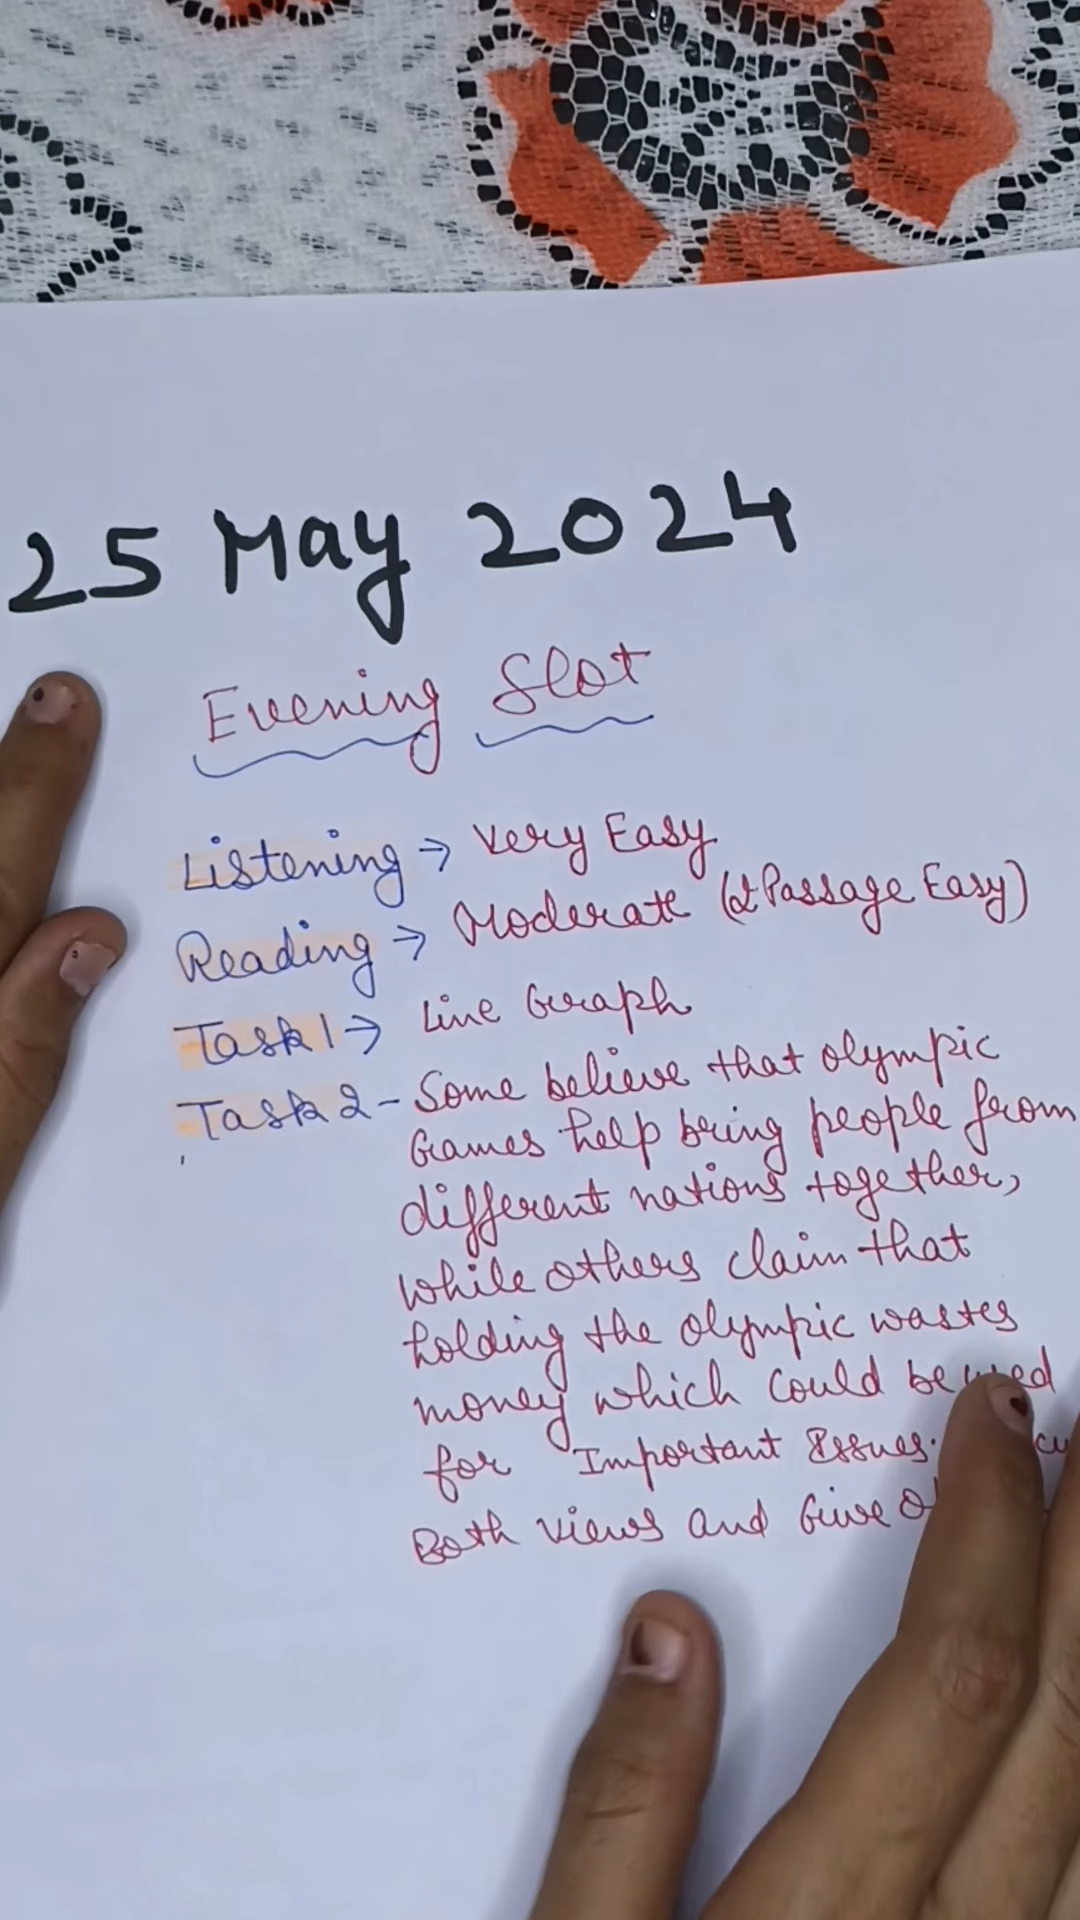 25 May 2024
Evening Slot
Listening → Very Easy
Reading → Moderate (2 Passage Easy)
Task 1 → Line Graph
Task 2 - Some believe that olympic
Games help bring people from
different nations together,
while others claim that
holding the olympic wastes
money which could be used
for Important Issues.
Both views and Give